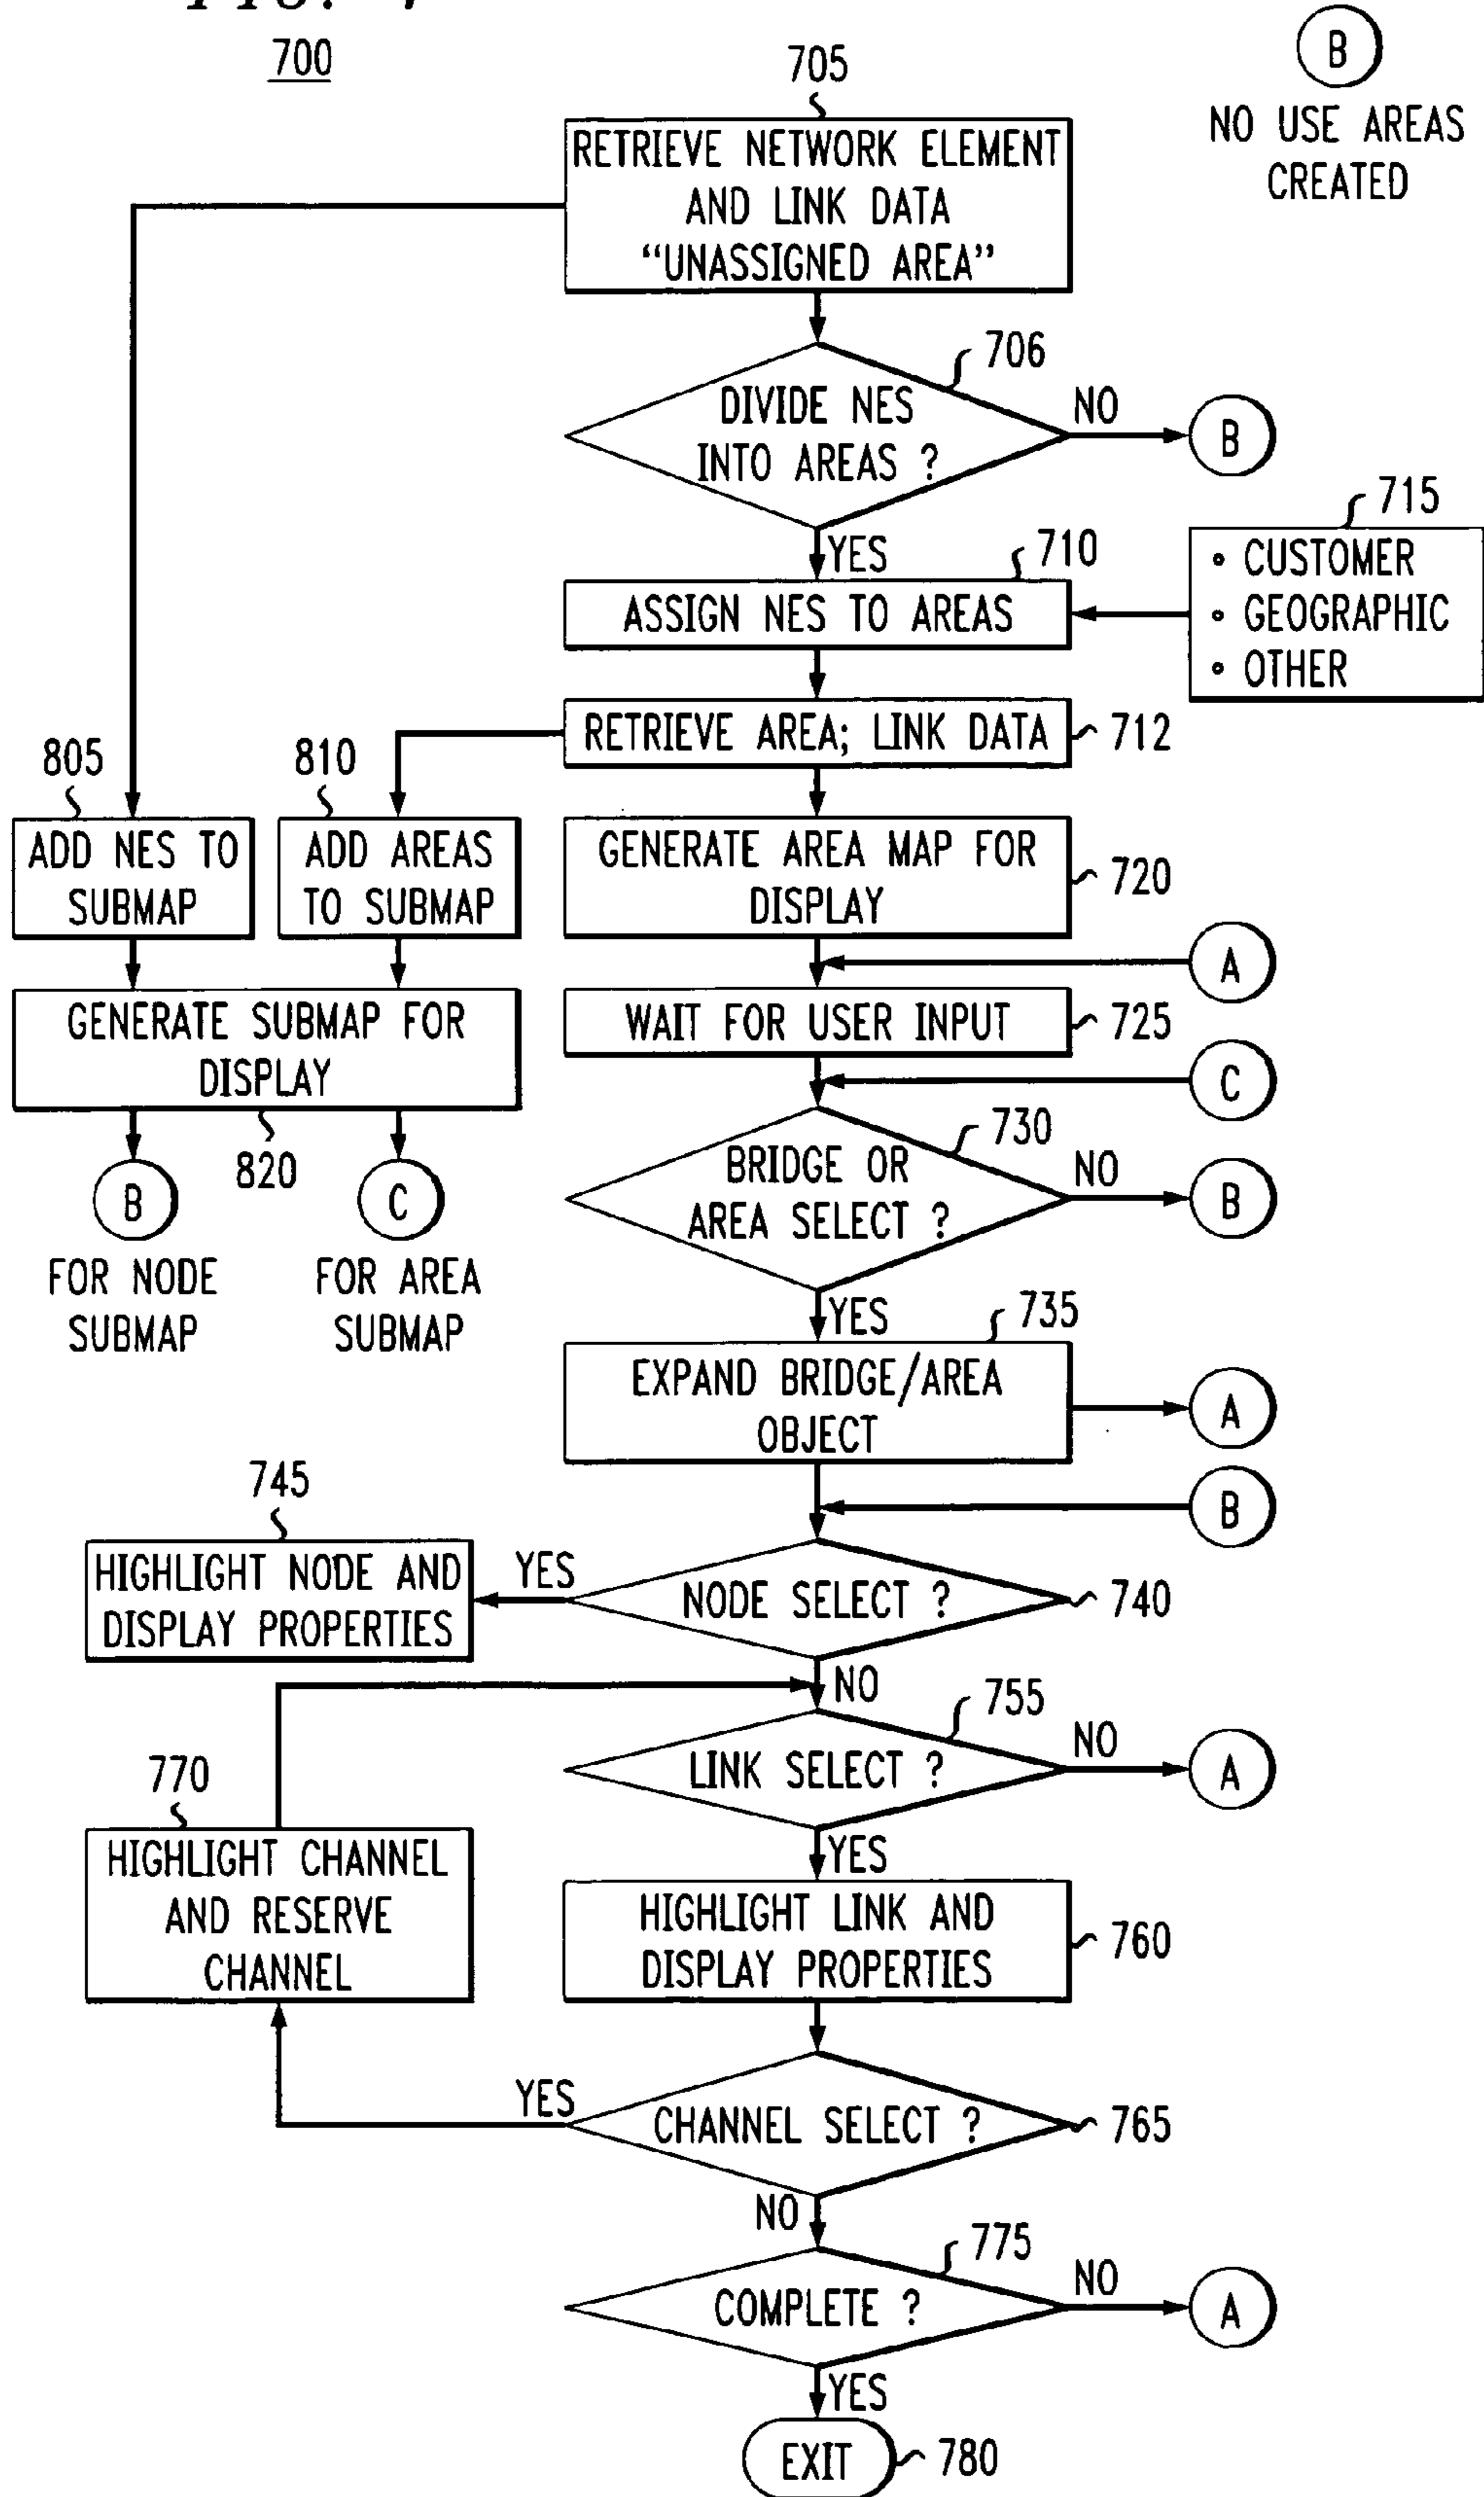 700
705
B
NO USE AREAS
CREATED
RETRIEVE NETWORK ELEMENT
AND LINK DATA
“UNASSIGNED AREA”
706
DIVIDE NES
INTO AREAS ?
NO
B
YES
710
715
• CUSTOMER
• GEOGRAPHIC
• OTHER
ASSIGN NES TO AREAS
RETRIEVE AREA; LINK DATA
712
805
810
ADD NES TO
SUBMAP
ADD AREAS
TO SUBMAP
GENERATE AREA MAP FOR
DISPLAY
720
A
GENERATE SUBMAP FOR
DISPLAY
WAIT FOR USER INPUT
725
C
820
B
FOR NODE
SUBMAP
C
FOR AREA
SUBMAP
730
BRIDGE OR
AREA SELECT ?
NO
B
YES
735
EXPAND BRIDGE/AREA
OBJECT
A
B
745
HIGHLIGHT NODE AND
DISPLAY PROPERTIES
YES
NODE SELECT ?
740
NO
755
LINK SELECT ?
NO
A
770
HIGHLIGHT CHANNEL
AND RESERVE
CHANNEL
YES
HIGHLIGHT LINK AND
DISPLAY PROPERTIES
760
YES
CHANNEL SELECT ?
765
NO
775
COMPLETE ?
NO
A
YES
EXIT
780